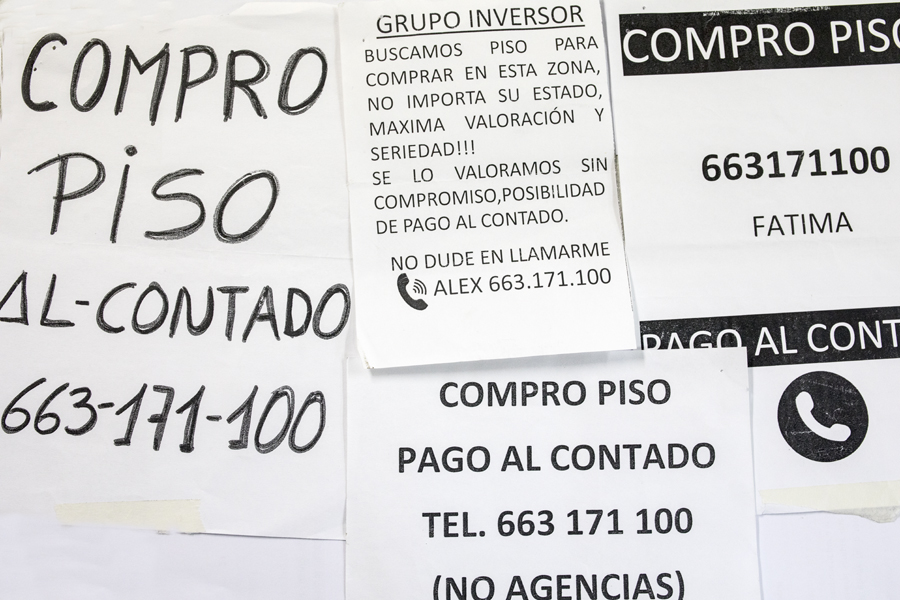 COMPRO
PISO
AL-CONTADO
663-171-100
GRUPO INVERSOR
BUSCAMOS PISO PARA
COMPRAR EN ESTA ZONA,
NO IMPORTA SU ESTADO,
MAXIMA VALORACIÓN Y
SERIEDAD!!!
SE LO VALORAMOS SIN
COMPROMISO,POSIBILIDAD
DE PAGO AL CONTADO.
NO DUDE EN LLAMARME
ALEX 663.171.100
COMPRO PISO
663171100
FATIMA
PAGO AL CONT
COMPRO PISO
PAGO AL CONTADO
TEL. 663 171 100
(NO AGENCIAS)